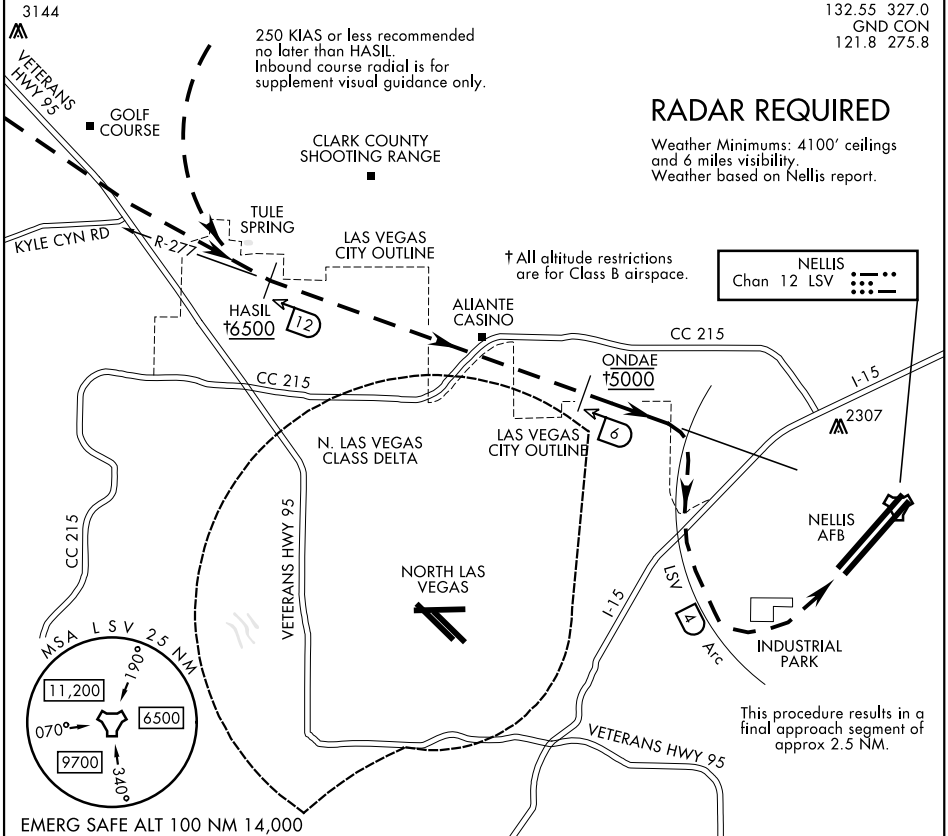 3144
132.55 327.0
GND CON
121.8 275.8
250 KIAS or less recommended
no later than HASIL.
Inbound course radial is for
supplement visual guidance only.
VETERANS
HWY 95
GOLF
COURSE
RADAR REQUIRED
Weather Minimums: 4100' ceilings
and 6 miles visibility.
Weather based on Nellis report.
CLARK COUNTY
SHOOTING RANGE
TULE
SPRING
KYLE CYN RD
R-277
LAS VEGAS
CITY OUTLINE
†All altitude restrictions
are for Class B airspace.
NELLIS
Chan 12 LSV
HASIL
†6500
12
ALIANTE
CASINO
CC 215
ONDAE
†5000
CC 215
I-15
2307
N. LAS VEGAS
CLASS DELTA
LAS VEGAS
CITY OUTLINE
6
CC 215
VETERANS HWY 95
NELLIS
AFB
NORTH LAS
VEGAS
I-15
LSV
4
Arc
INDUSTRIAL
PARK
MSA LSV 25 NM
190°
11,200
070°
6500
9700
340°
This procedure results in a
final approach segment of
approx 2.5 NM.
VETERANS HWY 95
EMERG SAFE ALT 100 NM 14,000